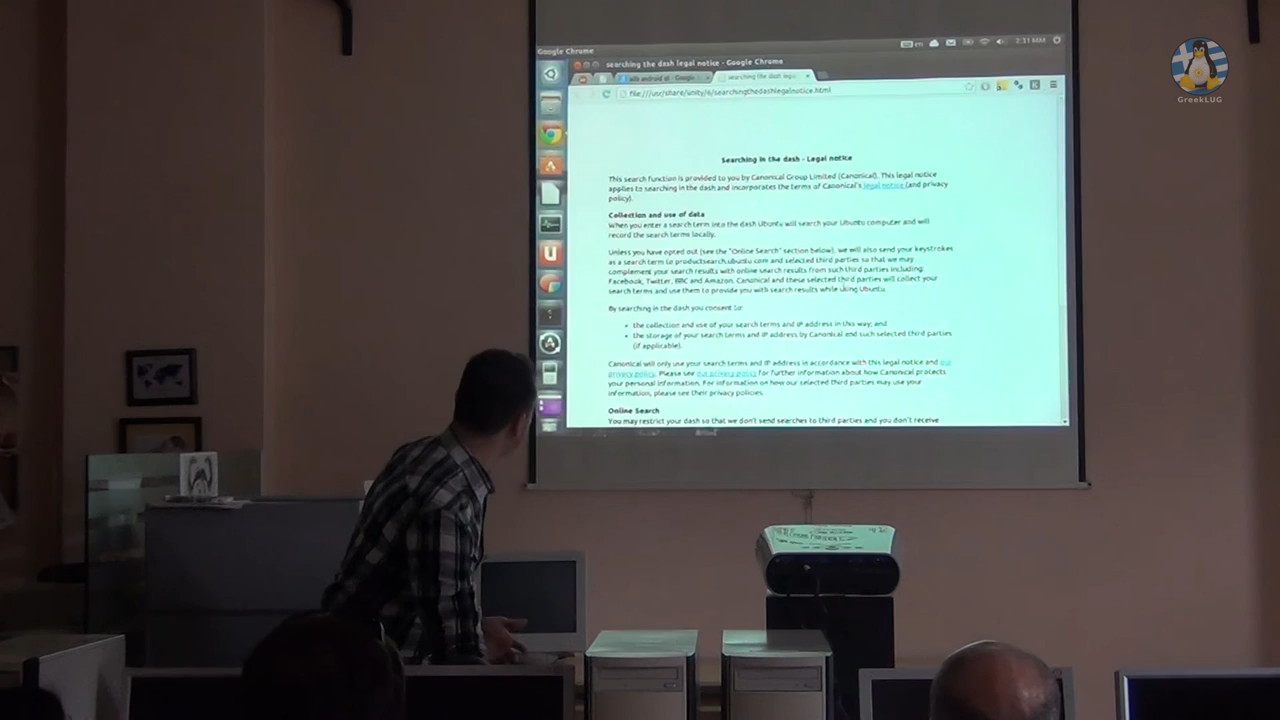 Google Chrome
7:31 ΜΜ
searching the dash legal notice - Google Chrome
searching the dash lega
file:///usr/share/unity/6/searchingthedashlegalnotice.html
Searching in the dash - Legal notice
This search function is provided to you by Canonical Group Limited (Canonical). This legal notice
applies to searching in the dash and incorporates the terms of Canonical's legal notice (and privacy
policy).
Collection and use of data
When you enter a search term into the dash Ubuntu will search your Ubuntu computer and will
record the search terms locally.
Unless you have opted out (see the "Online Search" section below), we will also send your keystrokes
as a search term to productsearch.ubuntu.com and selected third parties so that we may
complement your search results with online search results from such third parties including:
Facebook, Twitter, BBC and Amazon. Canonical and these selected third parties will collect your
search terms and use them to provide you with search results while using Ubuntu.
By searching in the dash you consent to:
the collection and use of your search terms and IP address in this way; and
the storage of your search terms and IP address by Canonical and such selected third parties
(if applicable).
Canonical will only use your search terms and IP address in accordance with this legal notice and our
privacy policy. Please see our privacy policy for further information about how Canonical protects
your personal information. For information on how our selected third parties may use your
information, please see their privacy policies.
Online Search
You may restrict your dash so that we don't send searches to third parties and you don't receive
GreekLUG